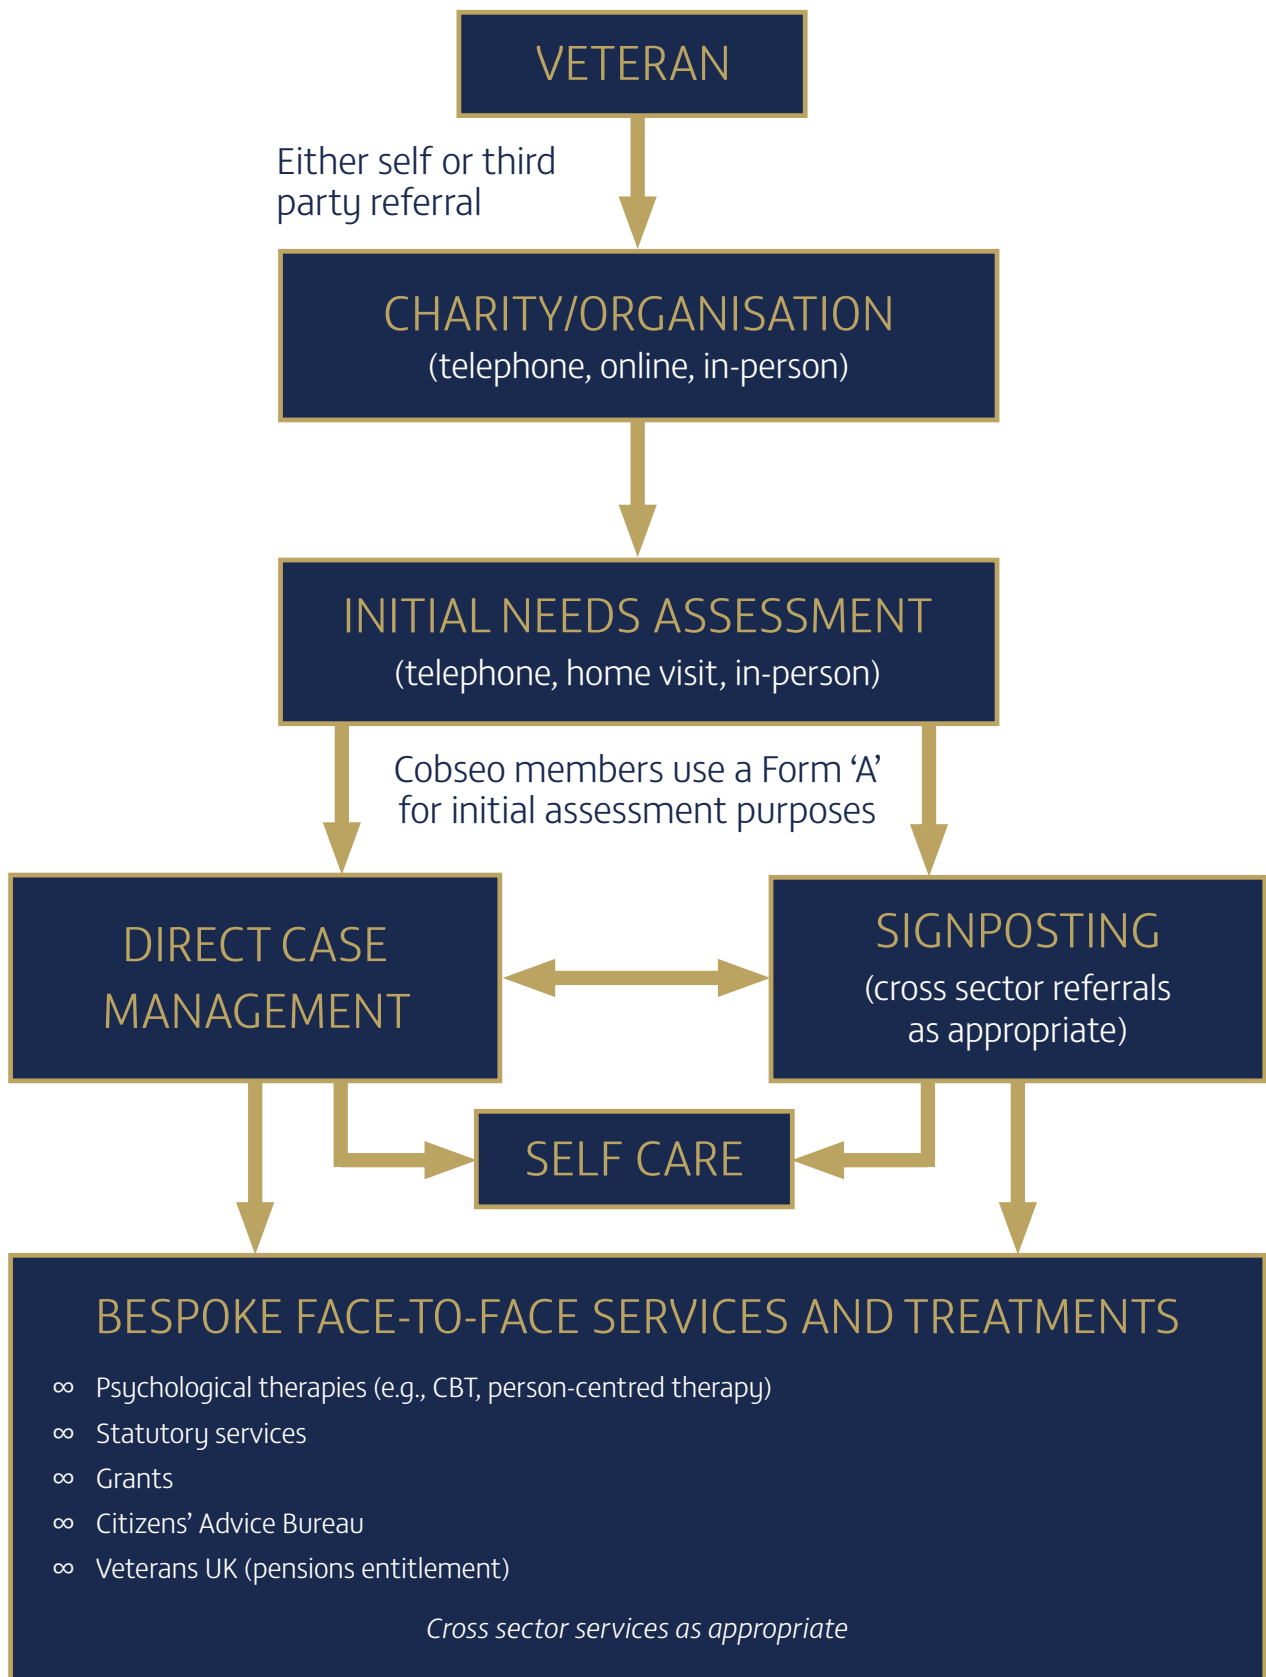 VETERAN
Either self or third
party referral
CHARITY/ORGANISATION
(telephone, online, in-person)
INITIAL NEEDS ASSESSMENT
(telephone, home visit, in-person)
Cobseo members use a Form ‘A’
for initial assessment purposes
DIRECT CASE
MANAGEMENT
SIGNPOSTING
(cross sector referrals
as appropriate)
SELF CARE
BESPOKE FACE-TO-FACE SERVICES AND TREATMENTS
∞ Psychological therapies (e.g., CBT, person-centred therapy)
∞ Statutory services
∞ Grants
∞ Citizens’ Advice Bureau
∞ Veterans UK (pensions entitlement)
Cross sector services as appropriate